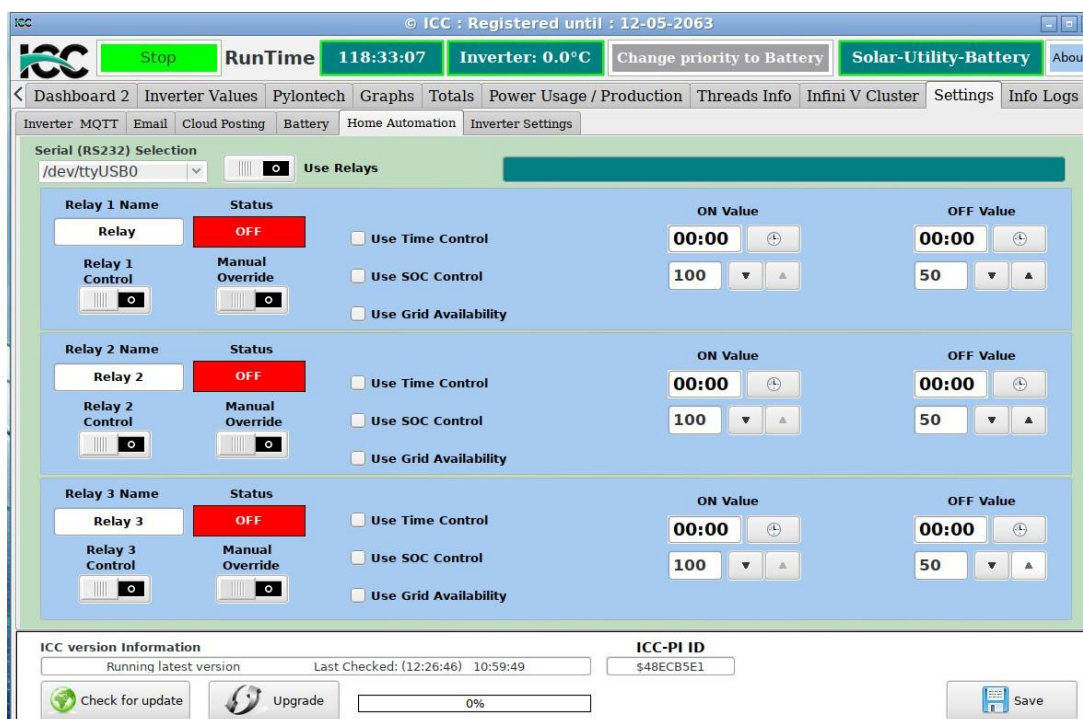 ICC
© ICC : Registered until : 12-05-2063
ICC
Stop
RunTime
118:33:07
Inverter: 0.0°C
Change priority to Battery
Solar-Utility-Battery
Abou
Dashboard 2
Inverter Values
Pylontech
Graphs
Totals
Power Usage / Production
Threads Info
Infini V Cluster
Settings
Info Logs
Inverter MQTT
Email
Cloud Posting
Battery
Home Automation
Inverter Settings
Serial (RS232) Selection
/dev/ttyUSB0
Use Relays
Relay 1 Name
Status
ON Value
OFF Value
Relay
OFF
Use Time Control
00:00
00:00
Relay 1
Control
Manual
Override
Use SOC Control
100
50
Use Grid Availability
Relay 2 Name
Status
ON Value
OFF Value
Relay 2
OFF
Use Time Control
00:00
00:00
Relay 2
Control
Manual
Override
Use SOC Control
100
50
Use Grid Availability
Relay 3 Name
Status
ON Value
OFF Value
Relay 3
OFF
Use Time Control
00:00
00:00
Relay 3
Control
Manual
Override
Use SOC Control
100
50
Use Grid Availability
ICC version Information
ICC-PI ID
Running latest version
Last Checked: (12:26:46) 10:59:49
$48ECB5E1
Check for update
Upgrade
0%
Save